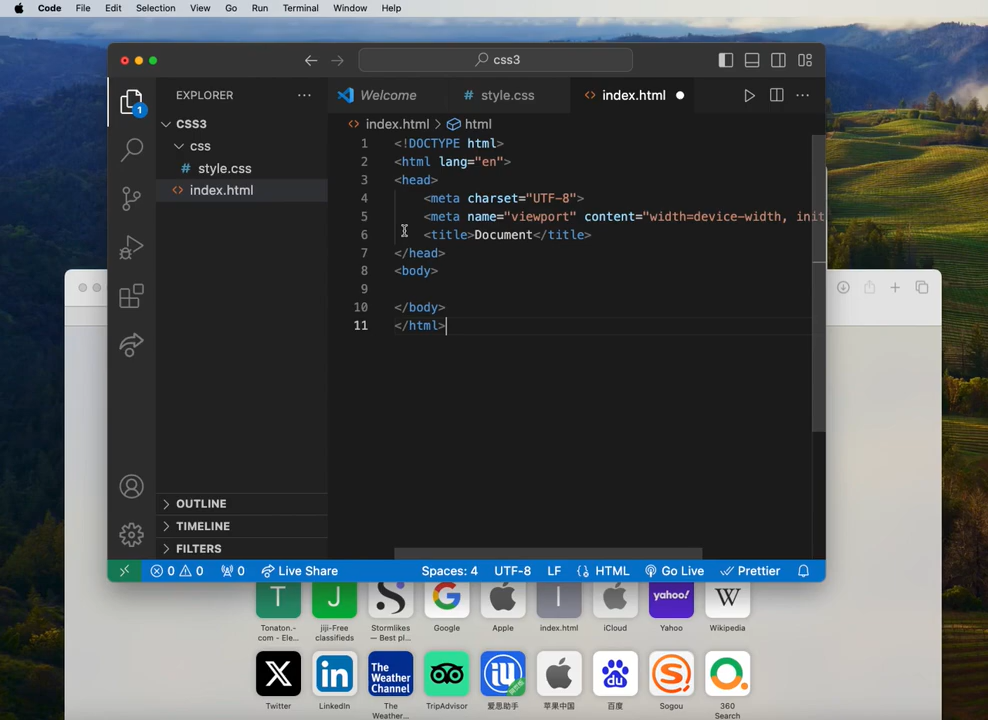 Code File Edit Selection View Go Run Terminal Window Help
css3
EXPLORER
Welcome
style.css
index.html
1
CSS3
css
style.css
index.html
index.html > html
1 <!DOCTYPE html>
2 <html lang="en">
3 <head>
4 <meta charset="UTF-8">
5 <meta name="viewport" content="width=device-width, init
6 <title>Document</title>
7 </head>
8 <body>
9
10 </body>
11 </html>
OUTLINE
TIMELINE
FILTERS
0 0 0 Live Share Spaces: 4 UTF-8 LF HTML Go Live Prettier
T J S G I yahoo! W
Tonaton.-com - Ele...
jiji-Free classifieds
Stormlikes — Best pl...
Google
Apple
index.html
iCloud
Yahoo
Wikipedia
X in The Weather Channel iU S
Twitter
LinkedIn
The Weather...
TripAdvisor
爱思助手
苹果中国
百度
Sogou
360 Search